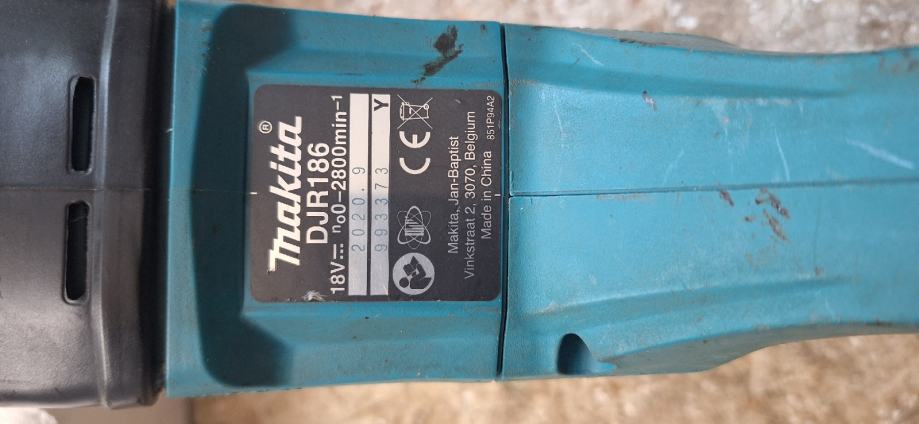 Makita®
DJR186
18V⎓ n₀0-2800min-1
2020.9
993373 Y
CE
Makita, Jan-Baptist
Vinkstraat 2, 3070, Belgium
Made in China 851P94A2